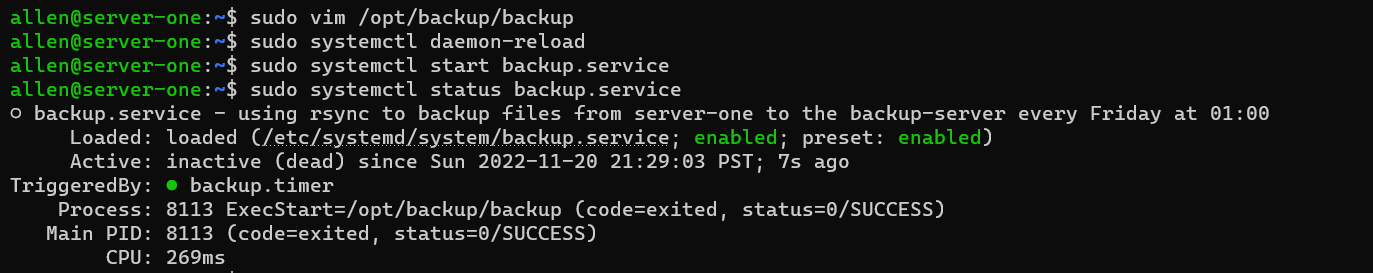 allen@server-one:~$ sudo vim /opt/backup/backup
allen@server-one:~$ sudo systemctl daemon-reload
allen@server-one:~$ sudo systemctl start backup.service
allen@server-one:~$ sudo systemctl status backup.service
○ backup.service - using rsync to backup files from server-one to the backup-server every Friday at 01:00
     Loaded: loaded (/etc/systemd/system/backup.service; enabled; preset: enabled)
     Active: inactive (dead) since Sun 2022-11-20 21:29:03 PST; 7s ago
TriggeredBy: ● backup.timer
    Process: 8113 ExecStart=/opt/backup/backup (code=exited, status=0/SUCCESS)
   Main PID: 8113 (code=exited, status=0/SUCCESS)
        CPU: 269ms